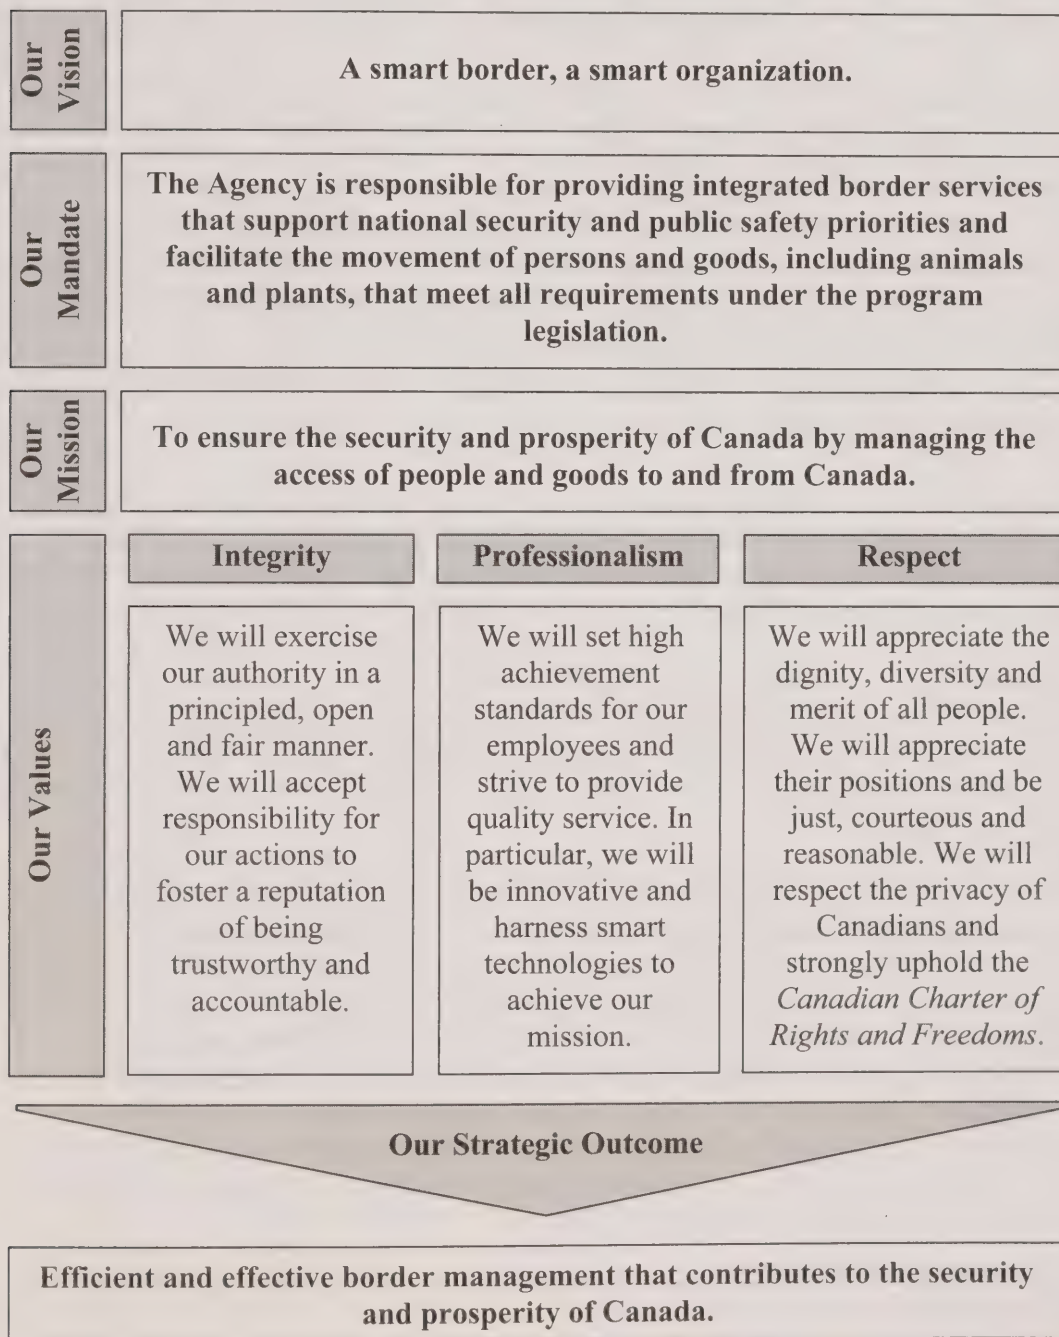 Our
Vision
A smart border, a smart organization.
Our
Mandate
The Agency is responsible for providing integrated border services
that support national security and public safety priorities and
facilitate the movement of persons and goods, including animals
and plants, that meet all requirements under the program
legislation.
Our
Mission
To ensure the security and prosperity of Canada by managing the
access of people and goods to and from Canada.
Our Values
Integrity
We will exercise
our authority in a
principled, open
and fair manner.
We will accept
responsibility for
our actions to
foster a reputation
of being
trustworthy and
accountable.
Professionalism
We will set high
achievement
standards for our
employees and
strive to provide
quality service. In
particular, we will
be innovative and
harness smart
technologies to
achieve our
mission.
Respect
We will appreciate the
dignity, diversity and
merit of all people.
We will appreciate
their positions and be
just, courteous and
reasonable. We will
respect the privacy of
Canadians and
strongly uphold the
Canadian Charter of
Rights and Freedoms.
Our Strategic Outcome
Efficient and effective border management that contributes to the security
and prosperity of Canada.